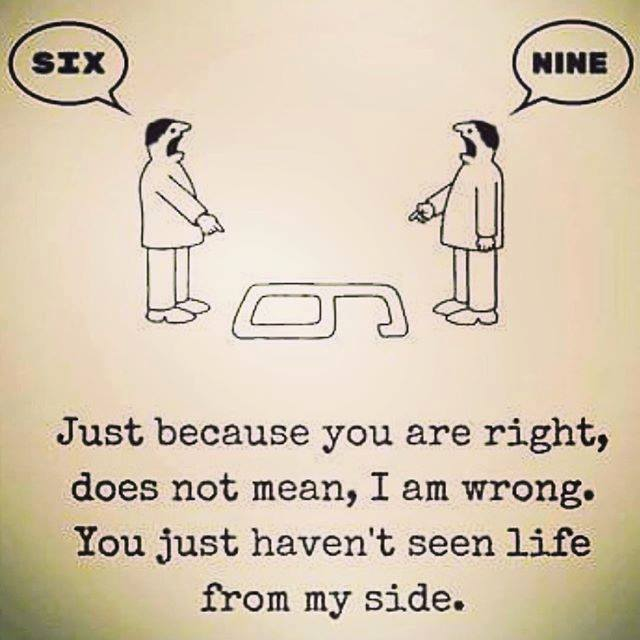 SIX
NINE
Just because you are right,
does not mean, I am wrong.
You just haven't seen life
from my side.